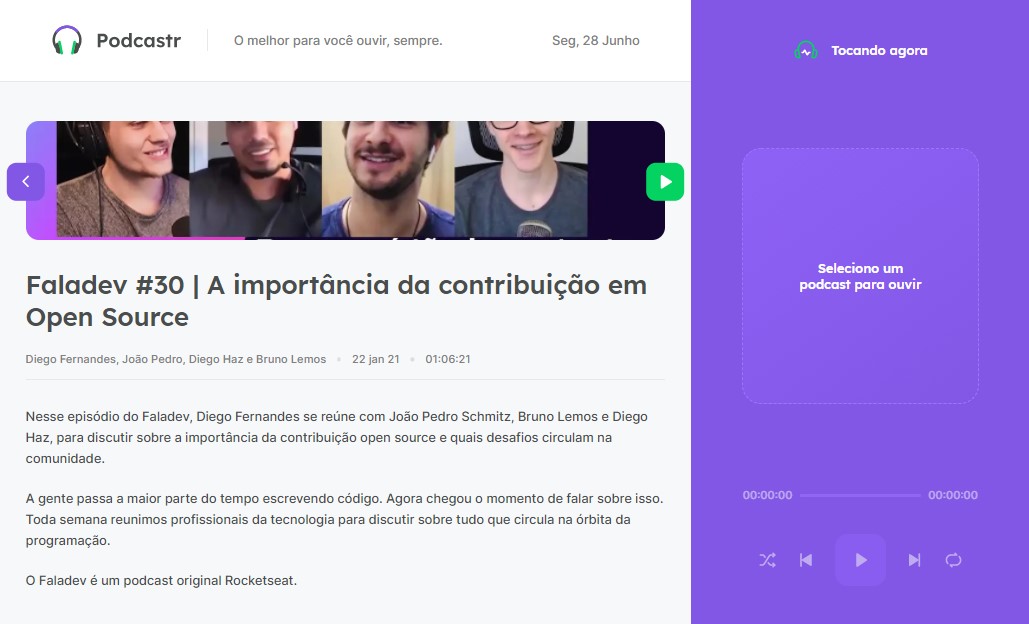 Podcastr
O melhor para você ouvir, sempre.
Seg, 28 Junho
Tocando agora
Faladev #30 | A importância da contribuição em
Open Source
Diego Fernandes, João Pedro, Diego Haz e Bruno Lemos • 22 jan 21 • 01:06:21
Nesse episódio do Faladev, Diego Fernandes se reúne com João Pedro Schmitz, Bruno Lemos e Diego
Haz, para discutir sobre a importância da contribuição open source e quais desafios circulam na
comunidade.
A gente passa a maior parte do tempo escrevendo código. Agora chegou o momento de falar sobre isso.
Toda semana reunimos profissionais da tecnologia para discutir sobre tudo que circula na órbita da
programação.
O Faladev é um podcast original Rocketseat.
Seleciono um
podcast para ouvir
00:00:00
00:00:00